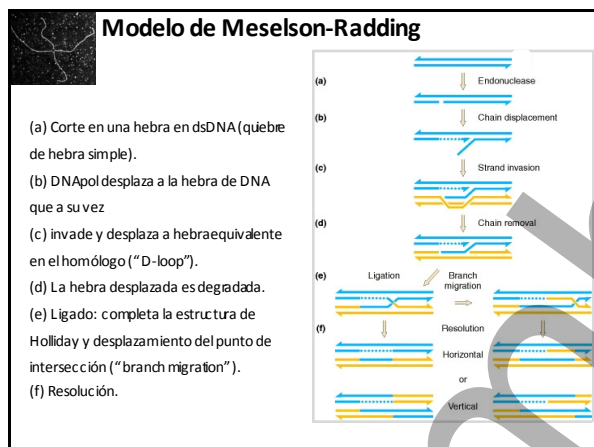 Modelo de Meselson-Radding
(a) Corte en una hebra en dsDNA (quiebre
de hebra simple).
(b) DNApol desplaza a la hebra de DNA
que a su vez
(c) invade y desplaza a hebraequivalente
en el homólogo (“D-loop”).
(d) La hebra desplazada es degradada.
(e) Ligado: completa la estructura de
Holliday y desplazamiento del punto de
intersección (“branch migration”).
(f) Resolución.
(a)
Endonuclease
(b)
Chain displacement
(c)
Strand invasion
(d)
Chain removal
(e)
Ligation
Branch
migration
(f)
Resolution
Horizontal
or
Vertical